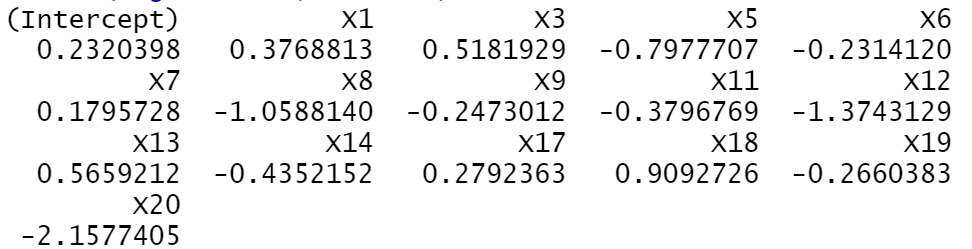 (Intercept) X1 X3 X5 X6
0.2320398 0.3768813 0.5181929 -0.7977707 -0.2314120
X7 X8 X9 X11 X12
0.1795728 -1.0588140 -0.2473012 -0.3796769 -1.3743129
X13 X14 X17 X18 X19
0.5659212 -0.4352152 0.2792363 0.9092726 -0.2660383
X20
-2.1577405